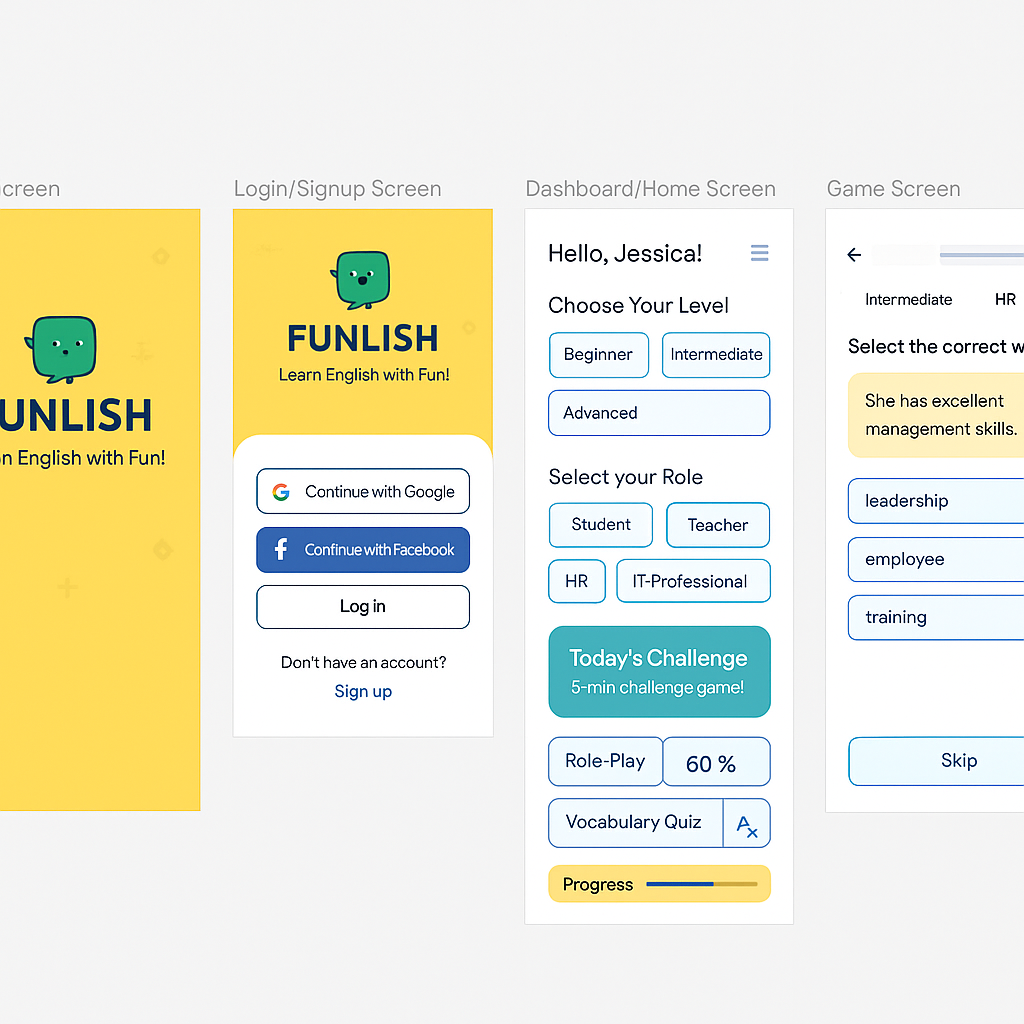 creen
UNLISH
n English with Fun!
Login/Signup Screen
FUNLISH
Learn English with Fun!
Continue with Google
Confinue with Facebook
Log in
Don't have an account?
Sign up
Dashboard/Home Screen
Hello, Jessica!
Choose Your Level
Beginner
Intermediate
Advanced
Select your Role
Student
Teacher
HR
IT-Professional
Today's Challenge
5-min challenge game!
Role-Play
60 %
Vocabulary Quiz
Progress
Game Screen
Intermediate
HR
Select the correct w
She has excellent
management skills.
leadership
employee
training
Skip